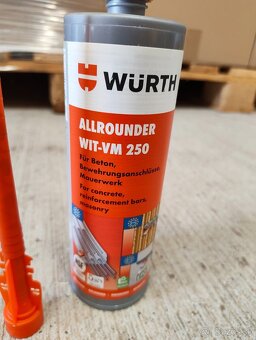 WÜRTH
ALLROUNDER
WIT-VM 250
Für Beton,
Bewehrungsanschlüsse,
Mauerwerk
For concrete,
reinforcement bars,
masonry